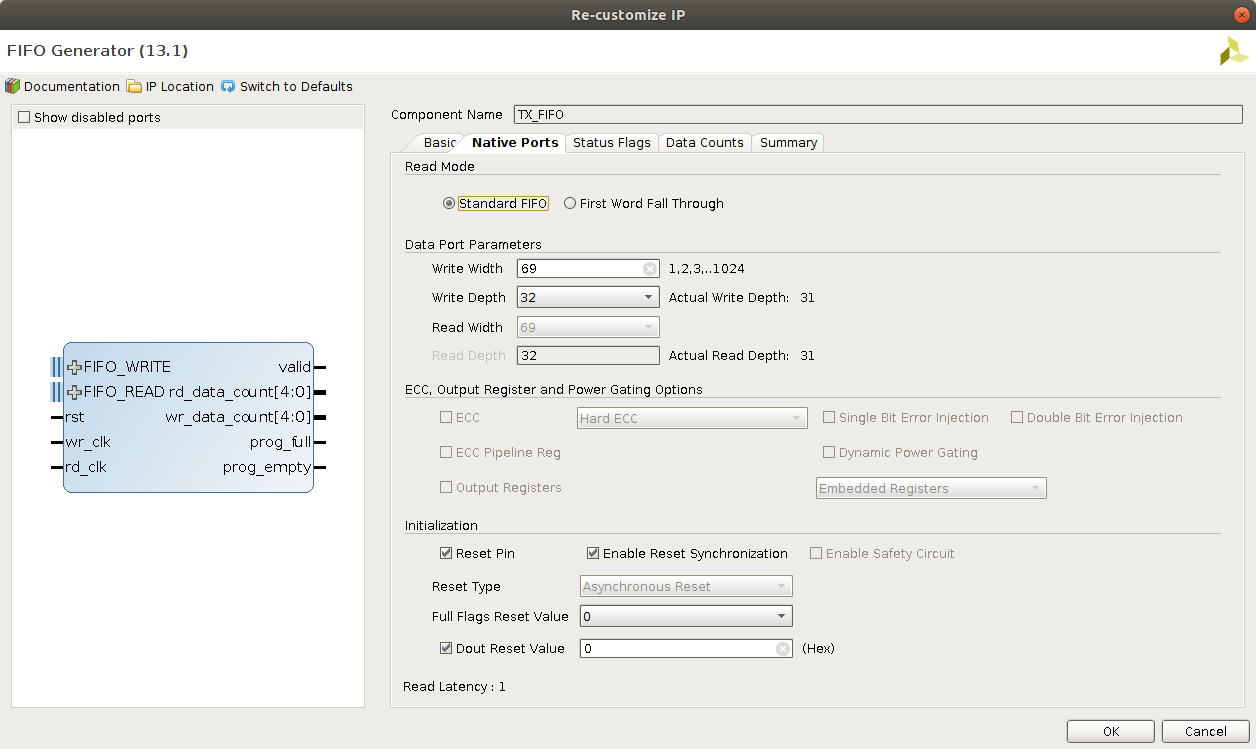 Re-customize IP
FIFO Generator (13.1)
Documentation IP Location Switch to Defaults
Show disabled ports
FIFO_WRITE valid
FIFO_READ rd_data_count[4:0]
rst wr_data_count[4:0]
wr_clk prog_full
rd_clk prog_empty
Component Name TX_FIFO
Basic Native Ports Status Flags Data Counts Summary
Read Mode
Standard FIFO First Word Fall Through
Data Port Parameters
Write Width 69 1,2,3,..1024
Write Depth 32 Actual Write Depth: 31
Read Width 69
Read Depth 32 Actual Read Depth: 31
ECC, Output Register and Power Gating Options
ECC Hard ECC Single Bit Error Injection Double Bit Error Injection
ECC Pipeline Reg Dynamic Power Gating
Output Registers Embedded Registers
Initialization
Reset Pin Enable Reset Synchronization Enable Safety Circuit
Reset Type Asynchronous Reset
Full Flags Reset Value 0
Dout Reset Value 0 (Hex)
Read Latency : 1
OK Cancel